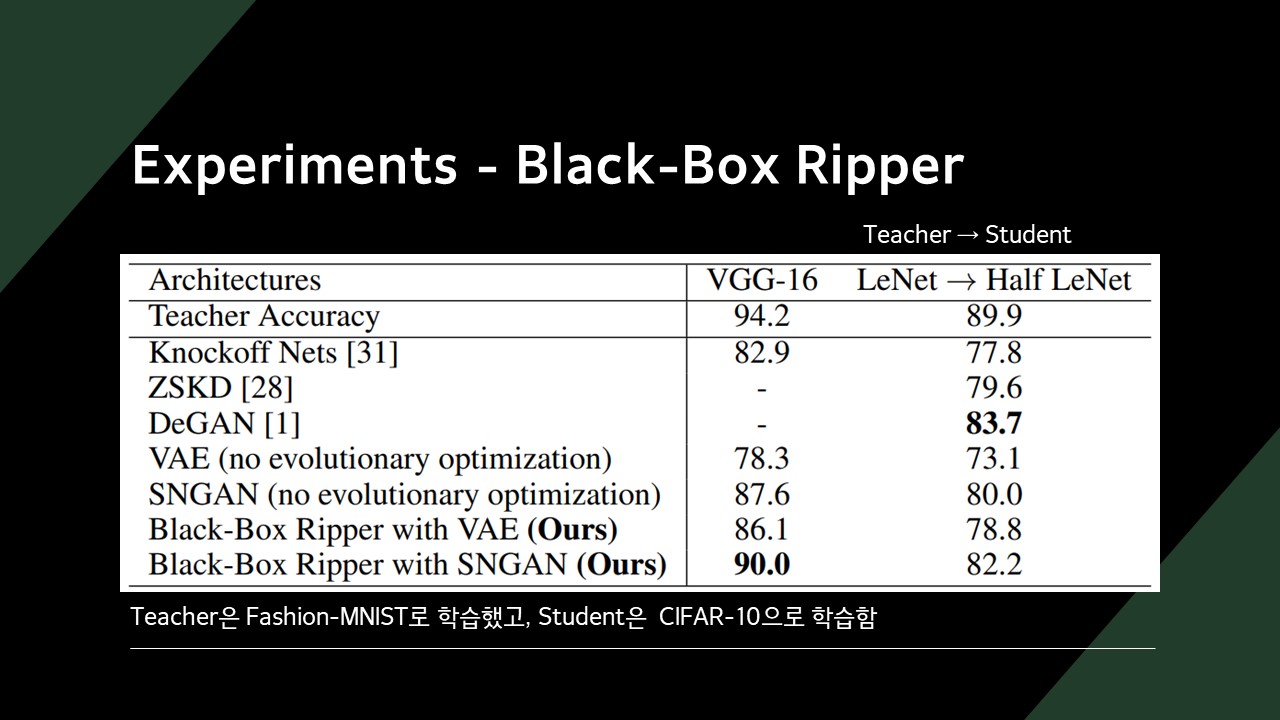 Experiments - Black-Box Ripper
Teacher → Student
Architectures VGG-16 LeNet → Half LeNet
Teacher Accuracy 94.2 89.9
Knockoff Nets [31] 82.9 77.8
ZSKD [28] - 79.6
DeGAN [1] - 83.7
VAE (no evolutionary optimization) 78.3 73.1
SNGAN (no evolutionary optimization) 87.6 80.0
Black-Box Ripper with VAE (Ours) 86.1 78.8
Black-Box Ripper with SNGAN (Ours) 90.0 82.2
Teacher은 Fashion-MNIST로 학습했고, Student은 CIFAR-10으로 학습함